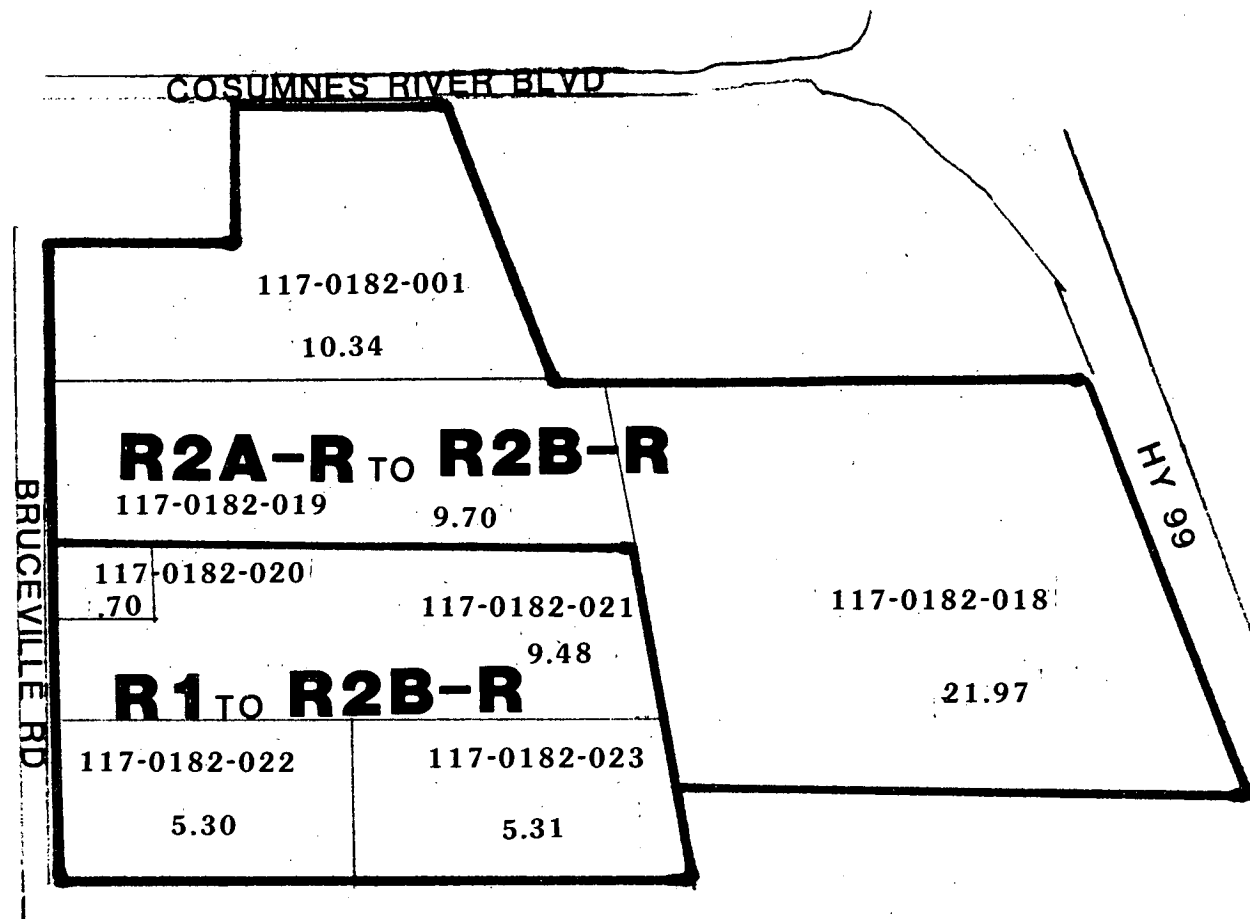 COSUMNES RIVER BLVD
117-0182-001
10.34
R2A-R TO R2B-R
117-0182-019
9.70
HY 99
BRUCEVILLE RD
117-0182-020
.70
117-0182-021
9.48
117-0182-018
21.97
R1 TO R2B-R
117-0182-022
117-0182-023
5.30
5.31